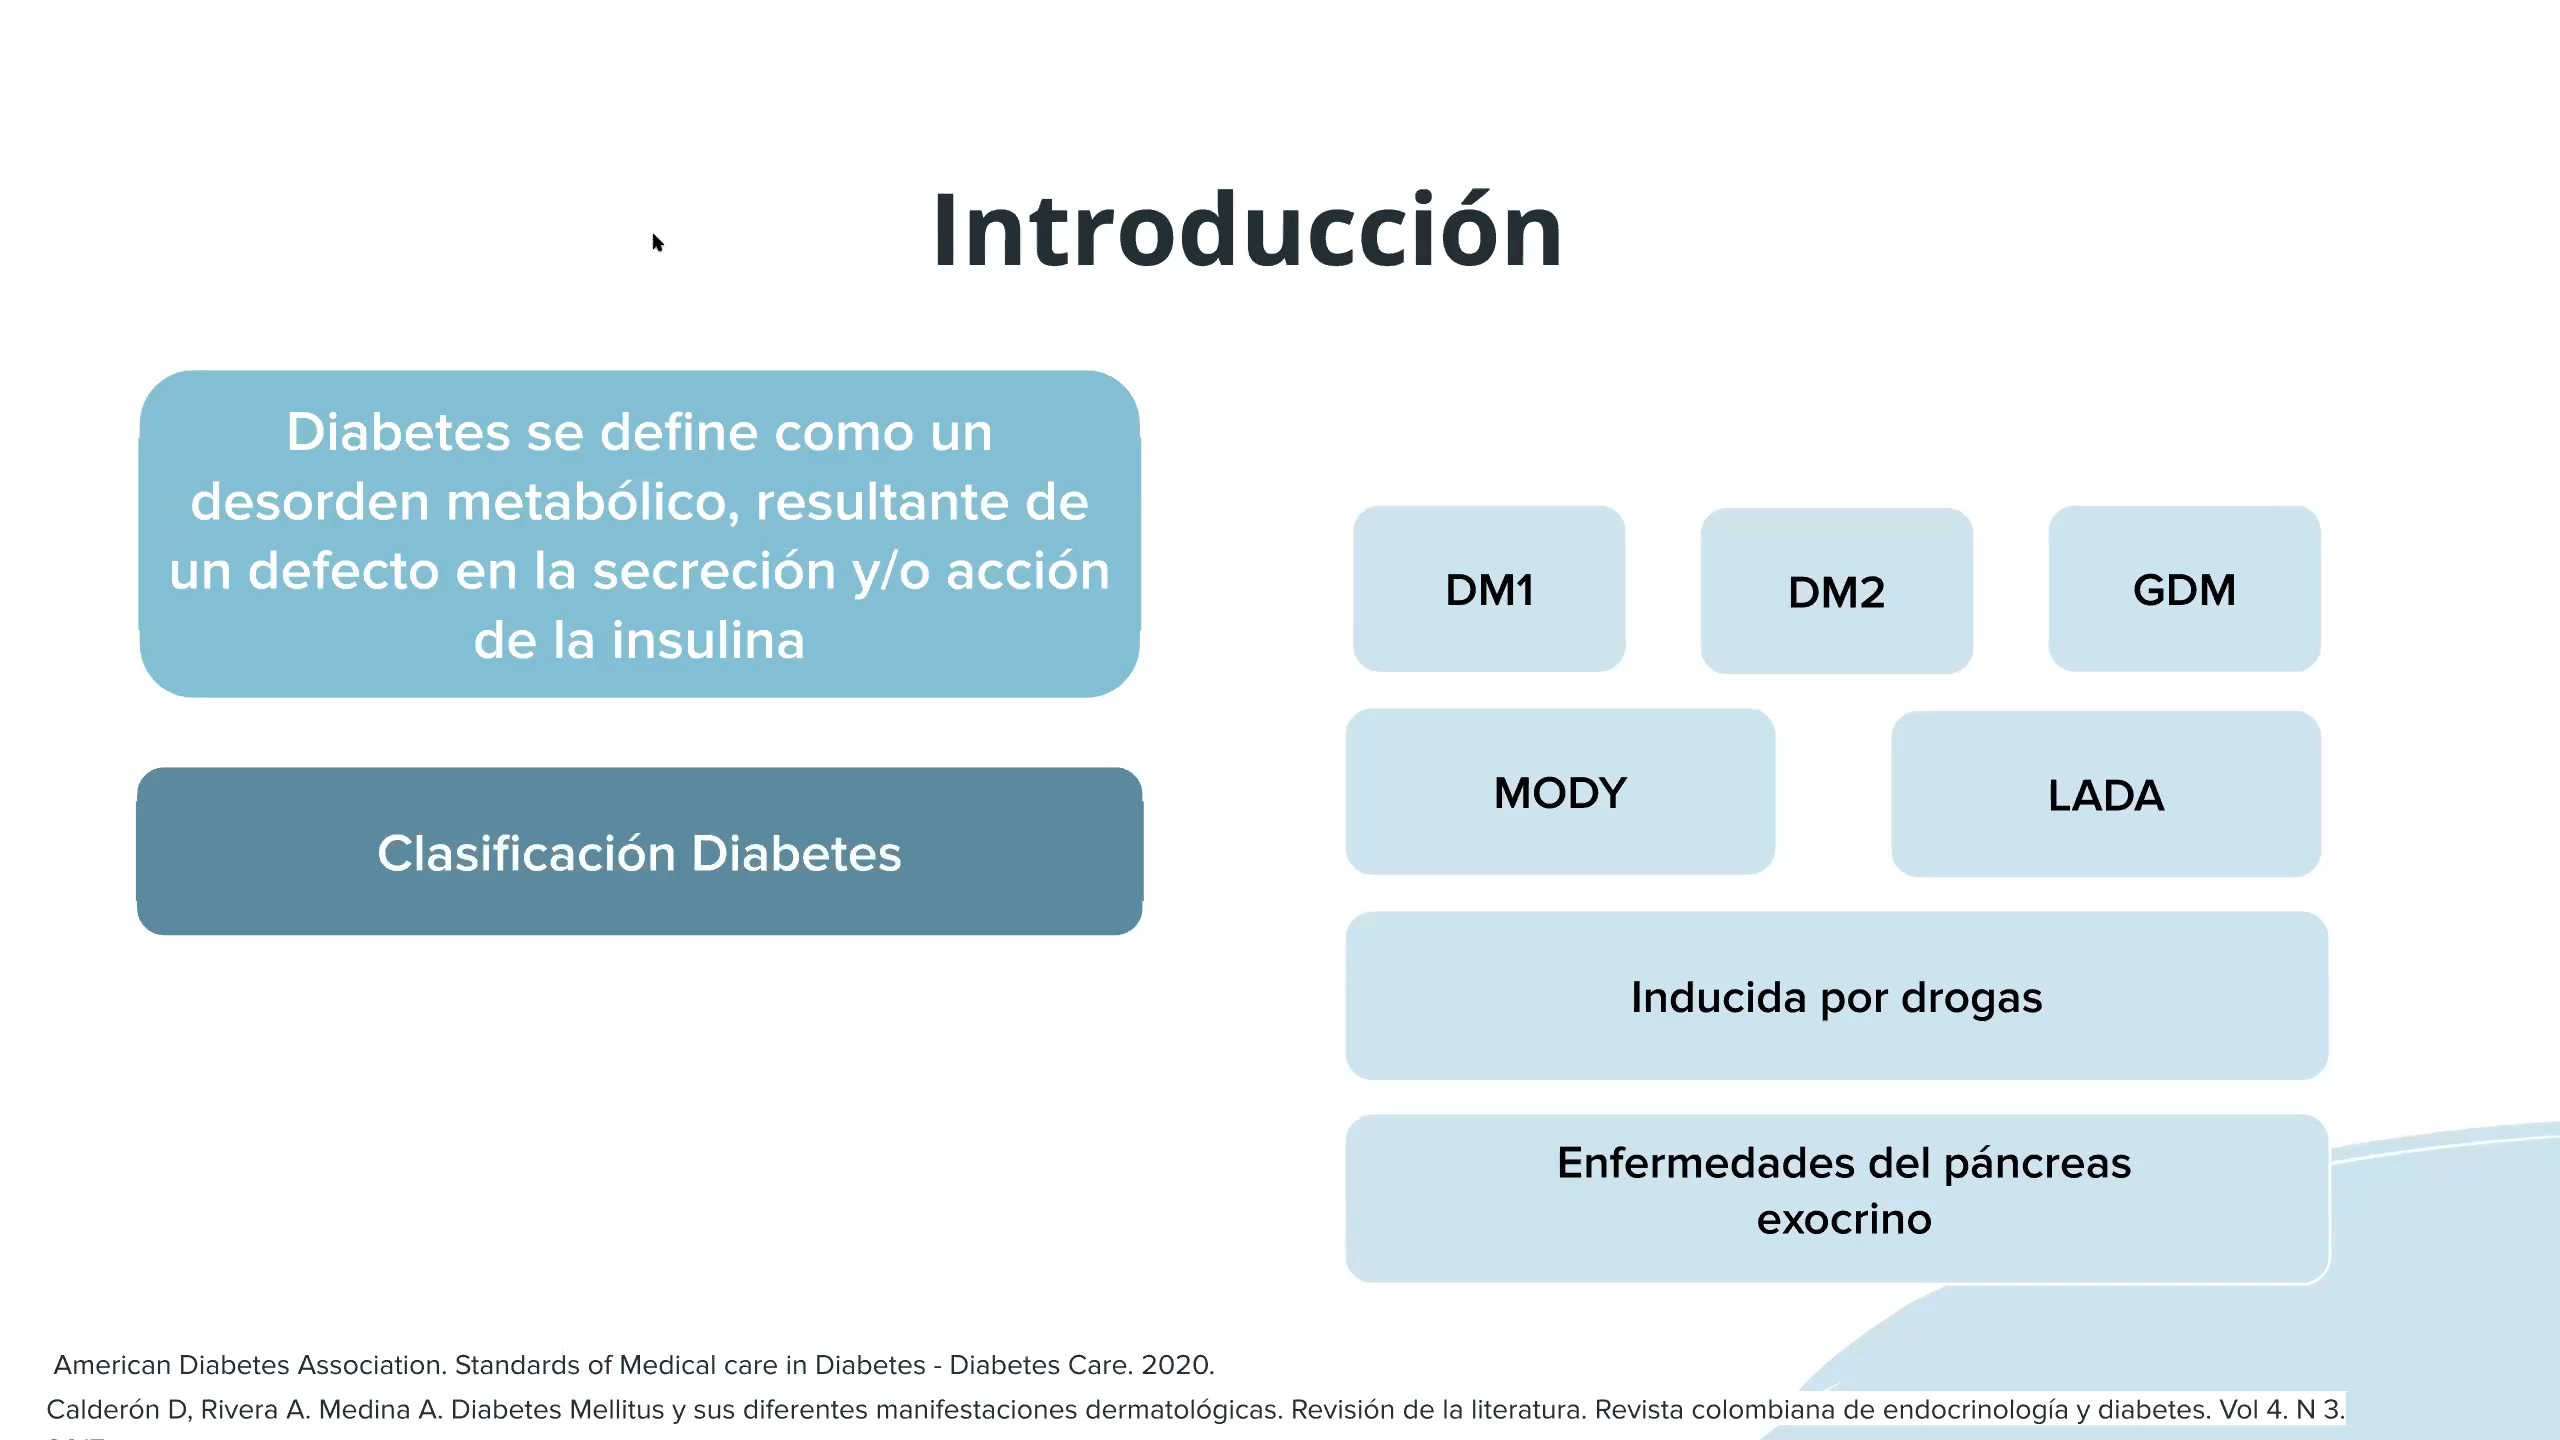 Introducción
Diabetes se define como un
desorden metabólico, resultante de
un defecto en la secreción y/o acción
de la insulina
Clasificación Diabetes
DM1
DM2
GDM
MODY
LADA
Inducida por drogas
Enfermedades del páncreas
exocrino
American Diabetes Association. Standards of Medical care in Diabetes - Diabetes Care. 2020.
Calderón D, Rivera A. Medina A. Diabetes Mellitus y sus diferentes manifestaciones dermatológicas. Revisión de la literatura. Revista colombiana de endocrinología y diabetes. Vol 4. N 3.